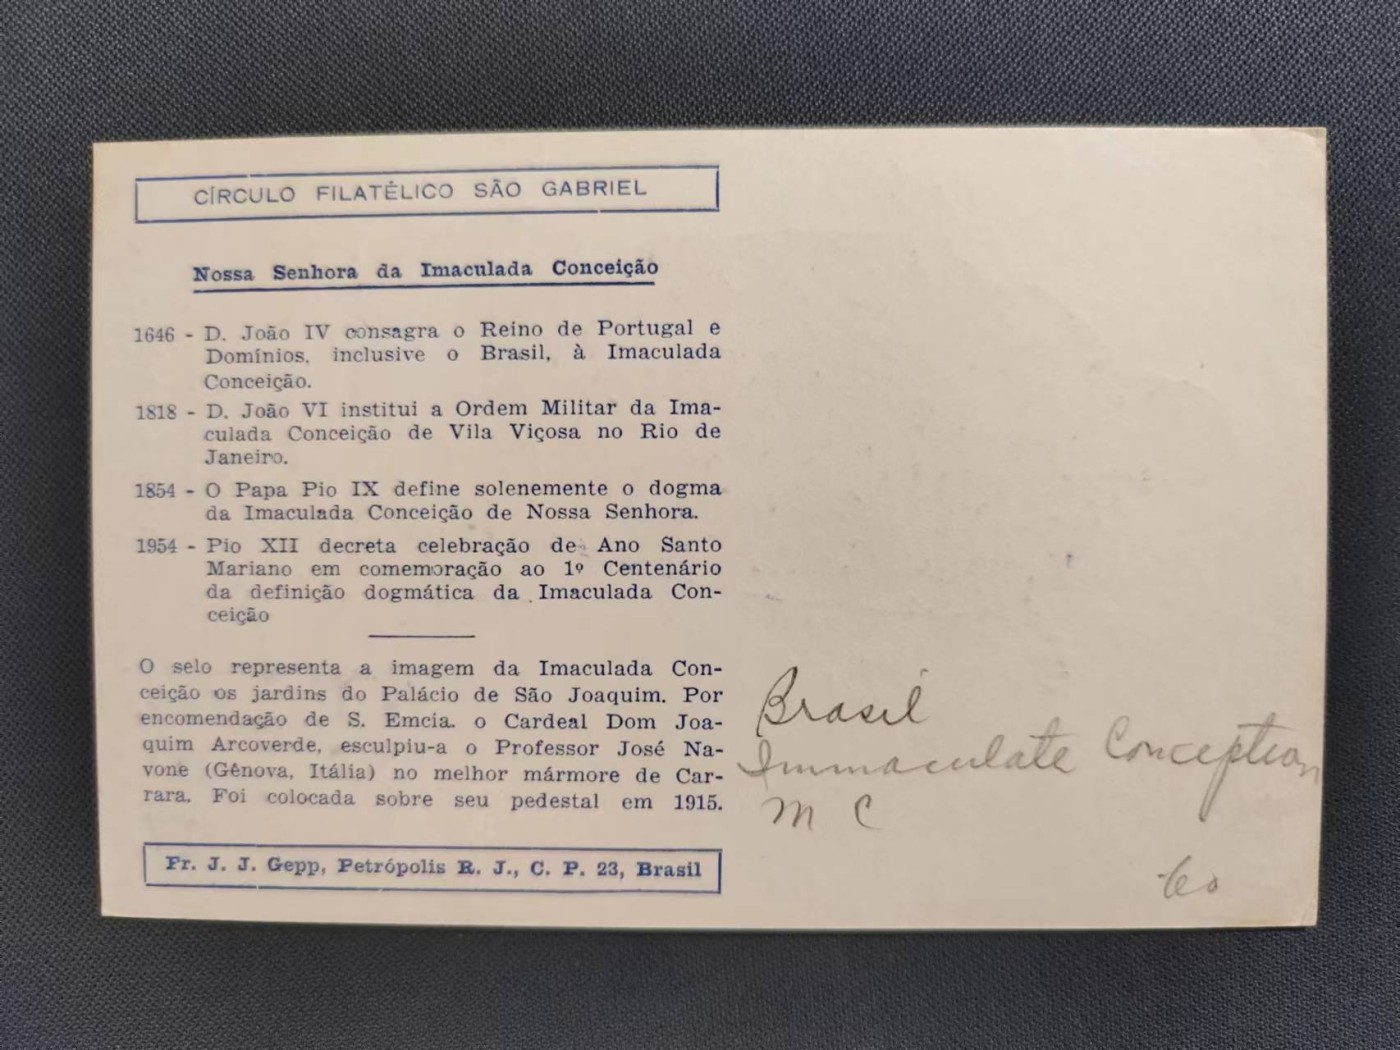 CÍRCULO FILATÉLICO SÃO GABRIEL
Nossa Senhora da Imaculada Conceição
1646 - D. João IV consagra o Reino de Portugal e
Domínios, inclusive o Brasil, à Imaculada
Conceição.
1818 - D. João VI institui a Ordem Militar da Ima-
culada Conceição de Vila Viçosa no Rio de
Janeiro.
1854 - O Papa Pio IX define solenemente o dogma
da Imaculada Conceição de Nossa Senhora.
1954 - Pio XII decreta celebração de Ano Santo
Mariano em comemoração ao 1º Centenário
da definição dogmática da Imaculada Con-
ceição
O selo representa a imagem da Imaculada Con-
ceição os jardins do Palácio de São Joaquim. Por
encomendação de S. Emcia. o Cardeal Dom Joa-
quim Arcoverde, esculpiu-a o Professor José Na-
vone (Gênova, Itália) no melhor mármore de Car-
rara. Foi colocada sobre seu pedestal em 1915.
Fr. J. J. Gepp, Petrópolis R. J., C. P. 23, Brasil
Brasil
Immaculate Conception
M C